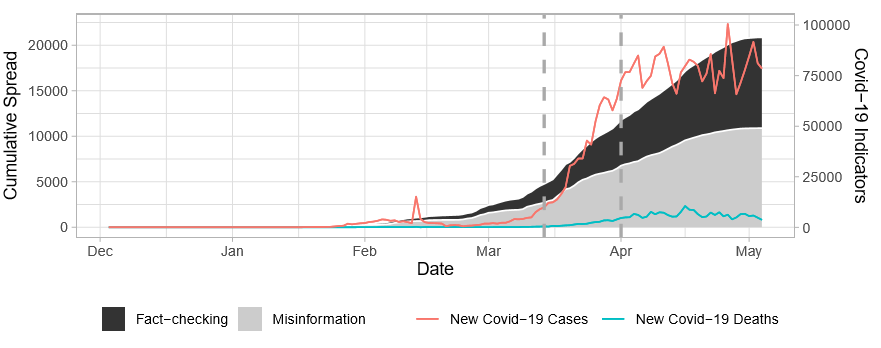 Cumulative Spread
20000
15000
10000
5000
0
100000
75000
50000
25000
0
Covid−19 Indicators
Dec Jan Feb Mar Apr May
Date
Fact−checking Misinformation New Covid−19 Cases New Covid−19 Deaths